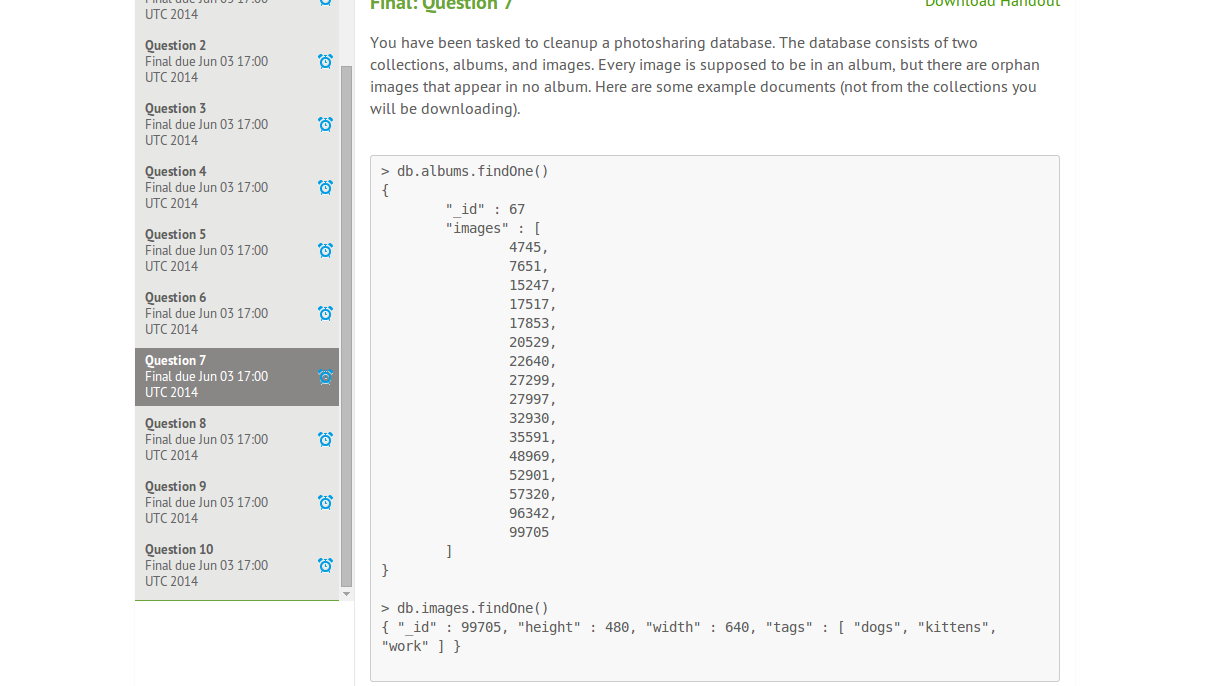 Final due Jun 03 17:00
UTC 2014
Question 2
Final due Jun 03 17:00
UTC 2014
Question 3
Final due Jun 03 17:00
UTC 2014
Question 4
Final due Jun 03 17:00
UTC 2014
Question 5
Final due Jun 03 17:00
UTC 2014
Question 6
Final due Jun 03 17:00
UTC 2014
Question 7
Final due Jun 03 17:00
UTC 2014
Question 8
Final due Jun 03 17:00
UTC 2014
Question 9
Final due Jun 03 17:00
UTC 2014
Question 10
Final due Jun 03 17:00
UTC 2014
Final: Question 7
Download Handout
You have been tasked to cleanup a photosharing database. The database consists of two
collections, albums, and images. Every image is supposed to be in an album, but there are orphan
images that appear in no album. Here are some example documents (not from the collections you
will be downloading).
> db.albums.findOne()
{
"_id" : 67
"images" : [
4745,
7651,
15247,
17517,
17853,
20529,
22640,
27299,
27997,
32930,
35591,
48969,
52901,
57320,
96342,
99705
]
}
> db.images.findOne()
{ "_id" : 99705, "height" : 480, "width" : 640, "tags" : [ "dogs", "kittens",
"work" ] }